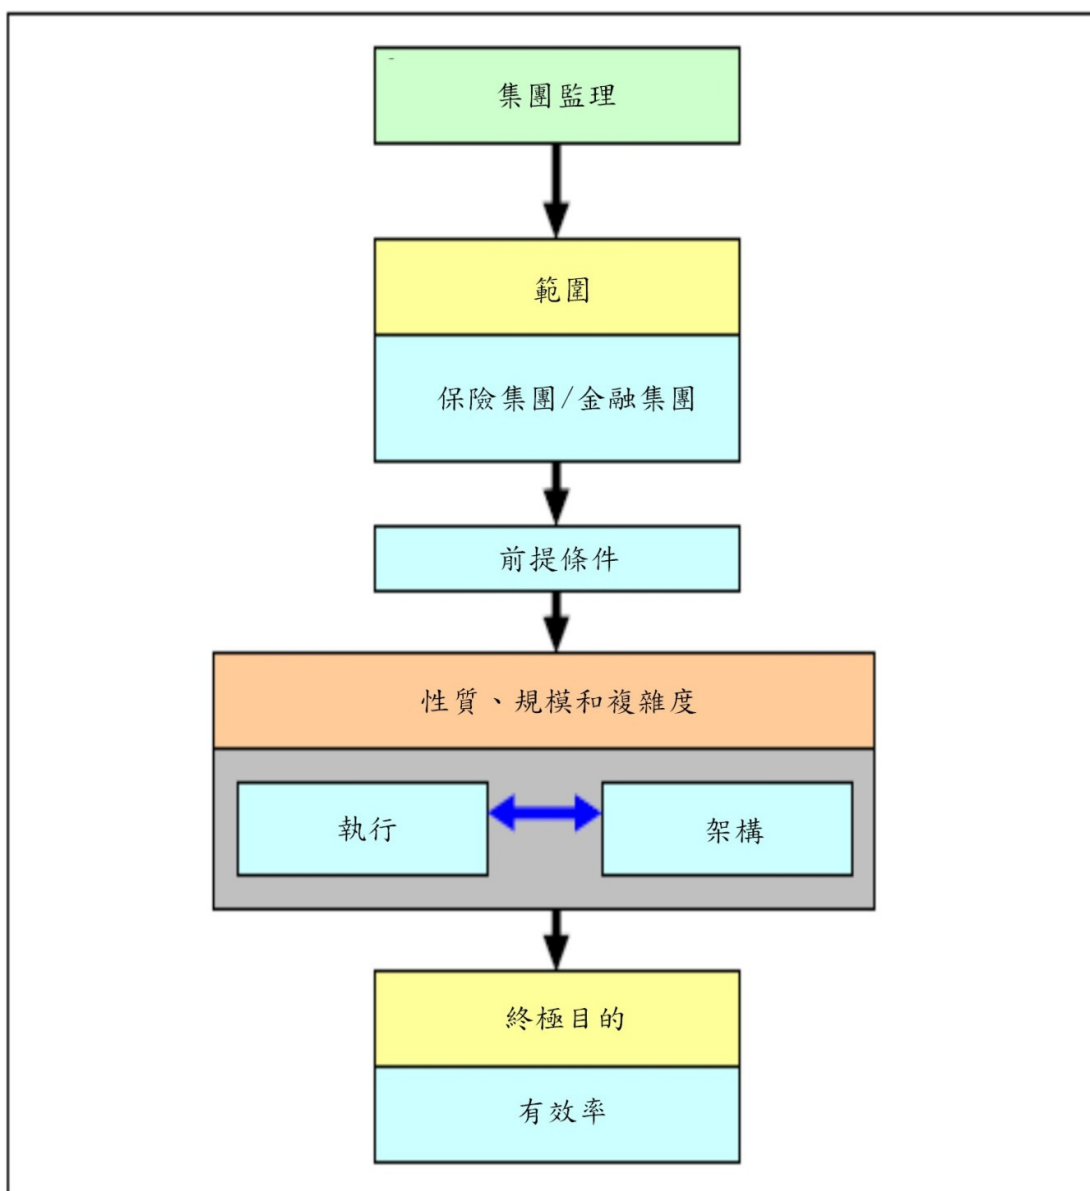 集團監理
範圍
保險集團/金融集團
前提條件
性質、規模和複雜度
執行
架構
終極目的
有效率